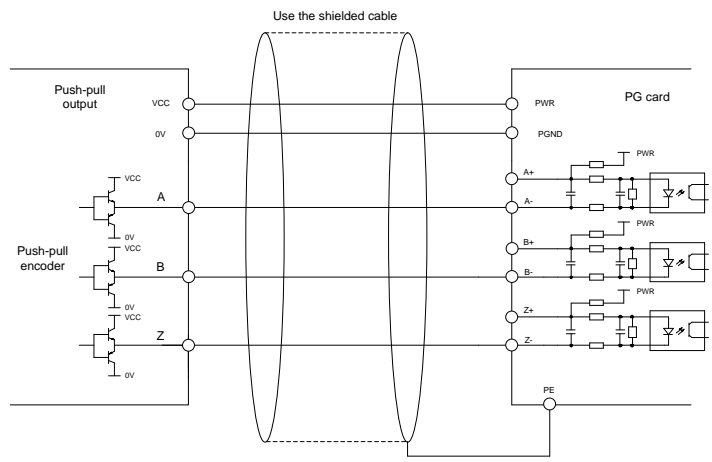 Use the shielded cable
Push-pull
output
VCC
PWR
PG card
0V
PGND
PWR
VCC
A+
A
A-
0V
VCC
PWR
B+
Push-pull
encoder
B
B-
0V
VCC
PWR
Z+
Z
Z-
0V
PE